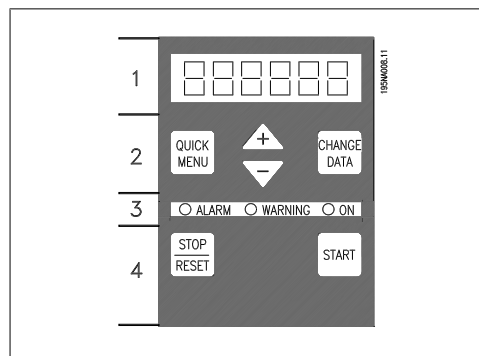 1
195NA008.11
2
QUICK MENU
+
-
CHANGE DATA
3
ALARM WARNING ON
4
STOP RESET
START